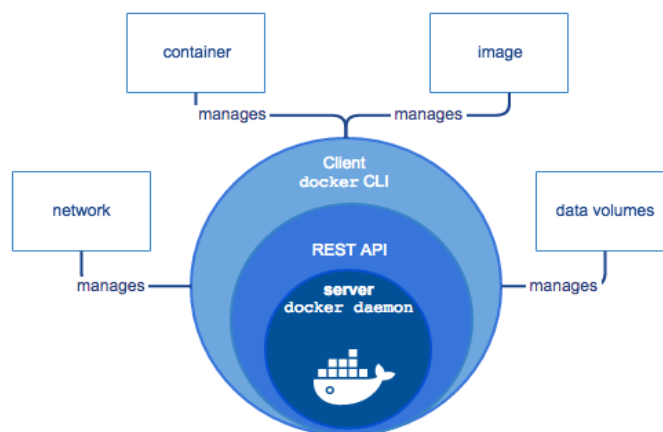 container
image
manages
manages
Client
docker CLI
network
data volumes
REST API
manages
manages
server
docker daemon